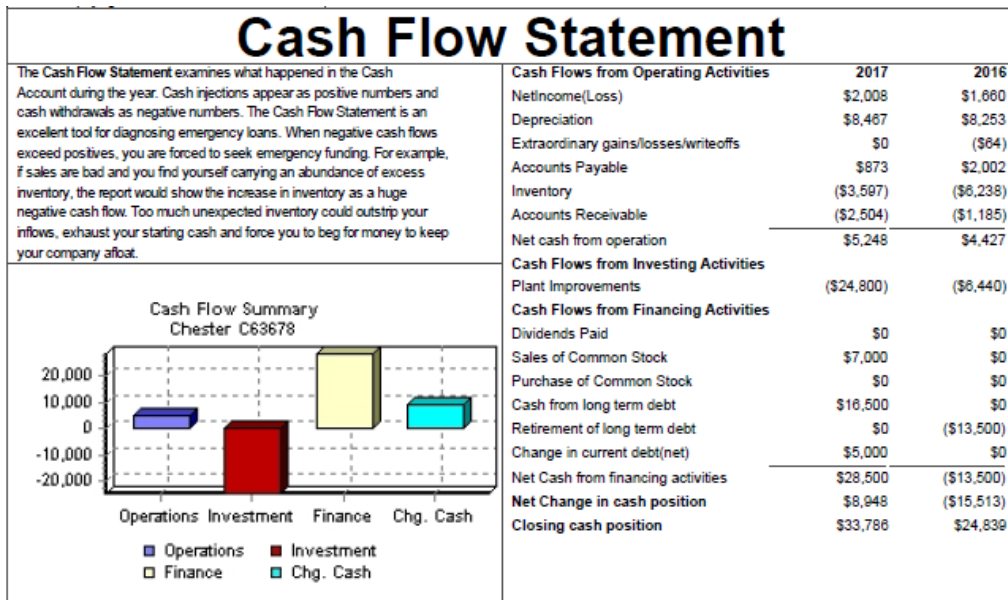 Cash Flow Statement
The Cash Flow Statement examines what happened in the Cash
Account during the year. Cash injections appear as positive numbers and
cash withdrawals as negative numbers. The Cash Flow Statement is an
excellent tool for diagnosing emergency loans. When negative cash flows
exceed positives, you are forced to seek emergency funding. For example,
if sales are bad and you find yourself carrying an abundance of excess
inventory, the report would show the increase in inventory as a huge
negative cash flow. Too much unexpected inventory could outstrip your
inflows, exhaust your starting cash and force you to beg for money to keep
your company afloat.
Cash Flow Summary
Chester C63678
20,000
10,000
0
-10,000
-20,000
Operations Investment Finance Chg. Cash
Operations Investment
Finance Chg. Cash
Cash Flows from Operating Activities 2017 2016
NetIncome(Loss) $2,008 $1,660
Depreciation $8,467 $8,253
Extraordinary gains/losses/writeoffs $0 ($64)
Accounts Payable $873 $2,002
Inventory ($3,597) ($6,238)
Accounts Receivable ($2,504) ($1,185)
Net cash from operation $5,248 $4,427
Cash Flows from Investing Activities
Plant Improvements ($24,800) ($6,440)
Cash Flows from Financing Activities
Dividends Paid $0 $0
Sales of Common Stock $7,000 $0
Purchase of Common Stock $0 $0
Cash from long term debt $16,500 $0
Retirement of long term debt $0 ($13,500)
Change in current debt(net) $5,000 $0
Net Cash from financing activities $28,500 ($13,500)
Net Change in cash position $8,948 ($15,513)
Closing cash position $33,786 $24,839